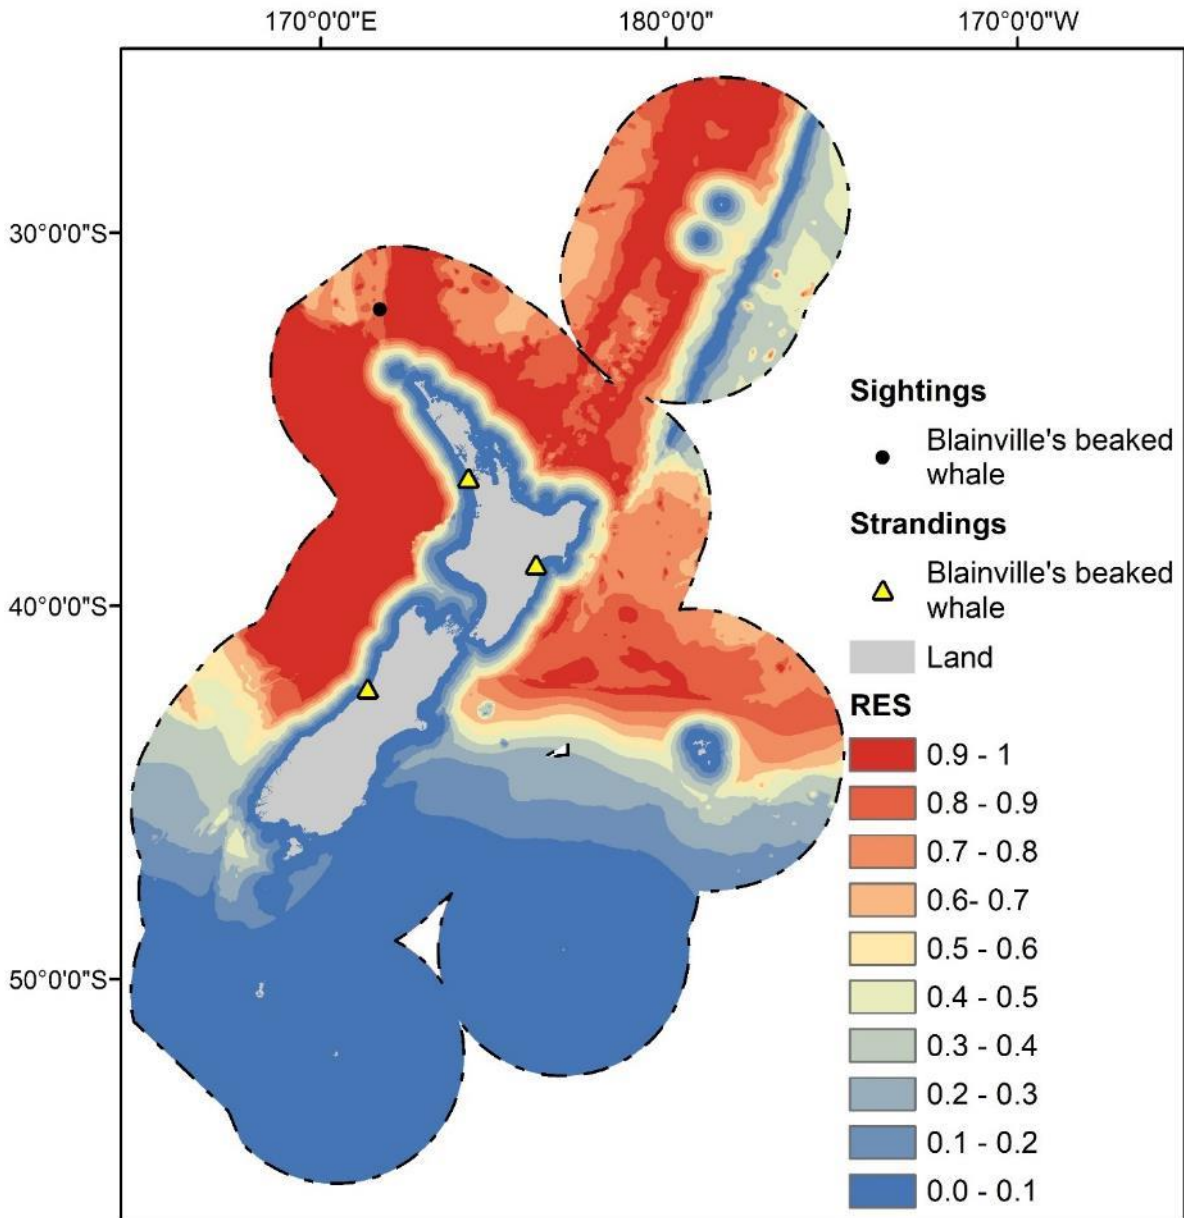 170°0'0"E
180°0'0"
170°0'0"W
30°0'0"S
40°0'0"S
50°0'0"S
Sightings
Blainville's beaked
whale
Strandings
Blainville's beaked
whale
Land
RES
0.9 - 1
0.8 - 0.9
0.7 - 0.8
0.6- 0.7
0.5 - 0.6
0.4 - 0.5
0.3 - 0.4
0.2 - 0.3
0.1 - 0.2
0.0 - 0.1